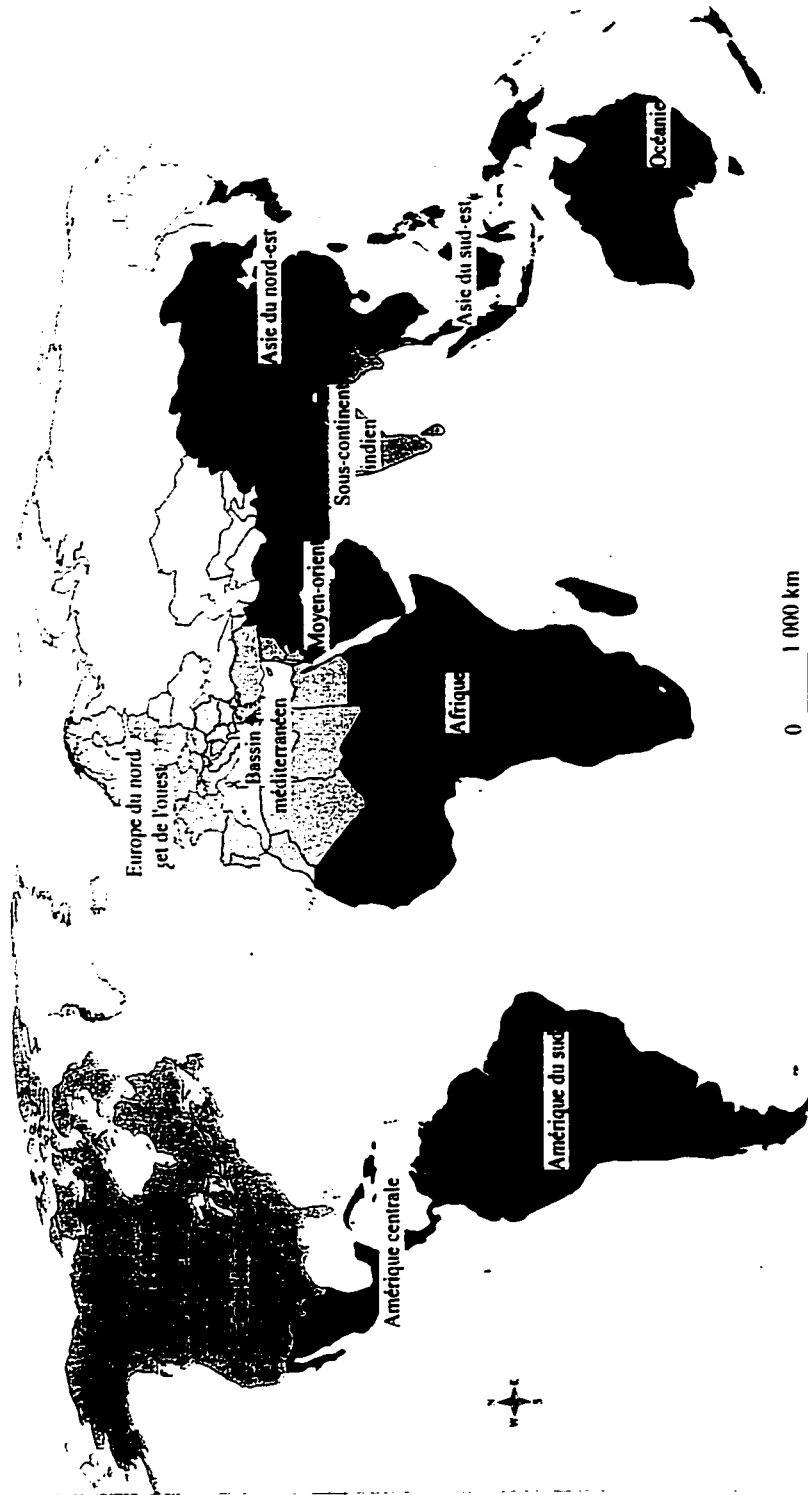 Europe du nord
et de l'ouest
Bassin
méditerranéen
Moyen-orient
Asie du nord-est
Sous-continent
indien
Asie du sud-est
Amérique centrale
Afrique
Amérique du sud
Océanie
N
W E
S
0 1 000 km